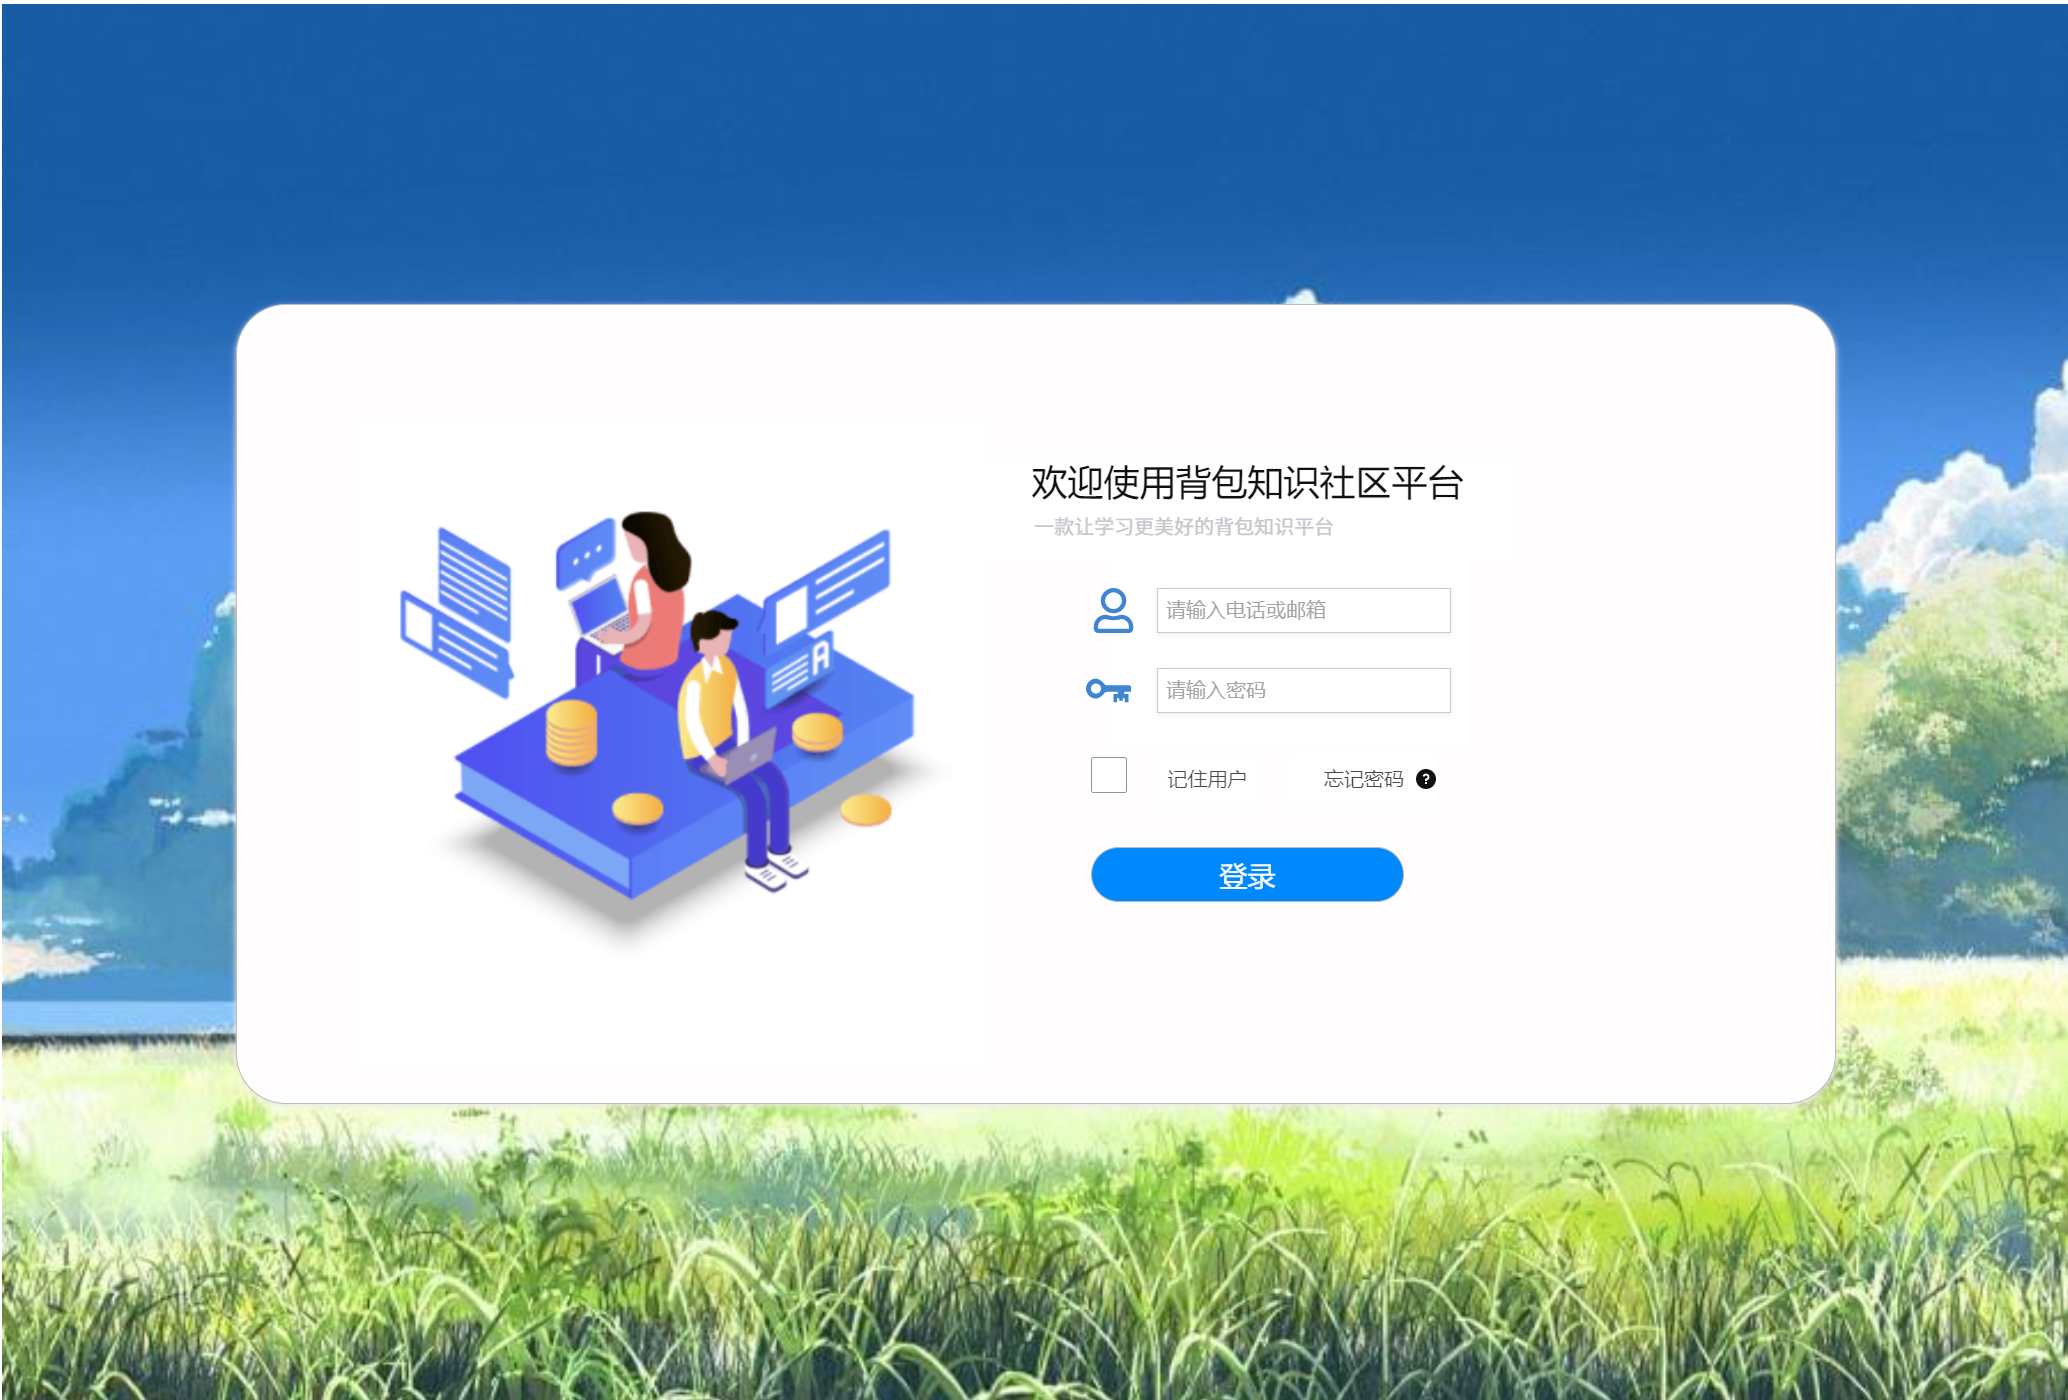 欢迎使用背包知识社区平台
一款让学习更美好的背包知识平台
请输入电话或邮箱
请输入密码
记住用户 忘记密码 ?
登录
A